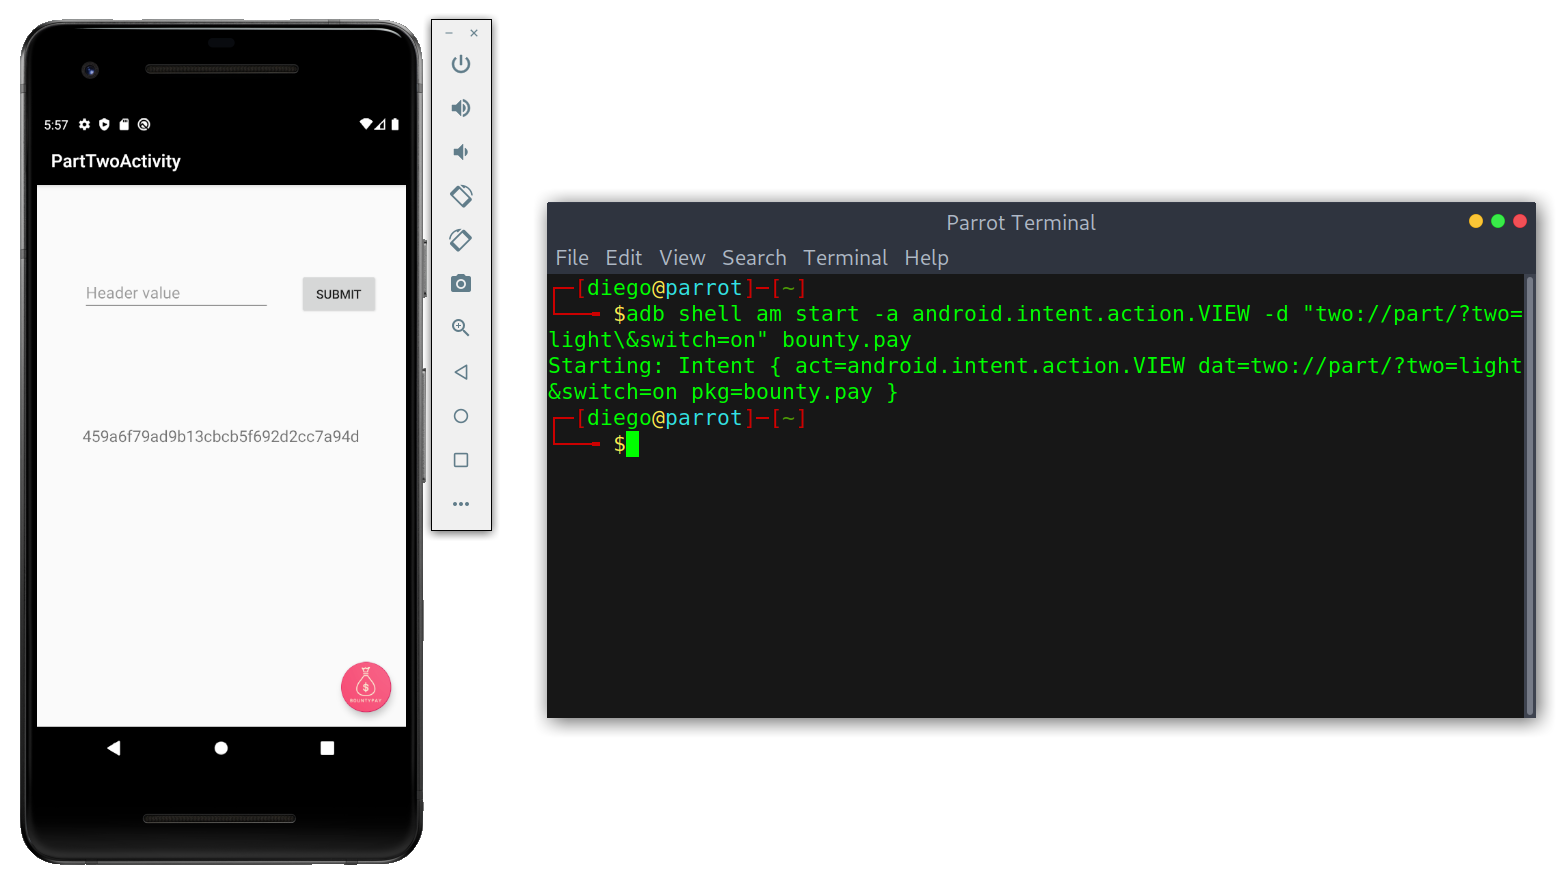 5:57
PartTwoActivity
Header value
SUBMIT
459a6f79ad9b13cbcb5f692d2cc7a94d
$
BOUNTYPAY
Parrot Terminal
File Edit View Search Terminal Help
┌─[diego@parrot]─[~]
└──╼ $adb shell am start -a android.intent.action.VIEW -d "two://part/?two=
light\&switch=on" bounty.pay
Starting: Intent { act=android.intent.action.VIEW dat=two://part/?two=light
&switch=on pkg=bounty.pay }
┌─[diego@parrot]─[~]
└──╼ $